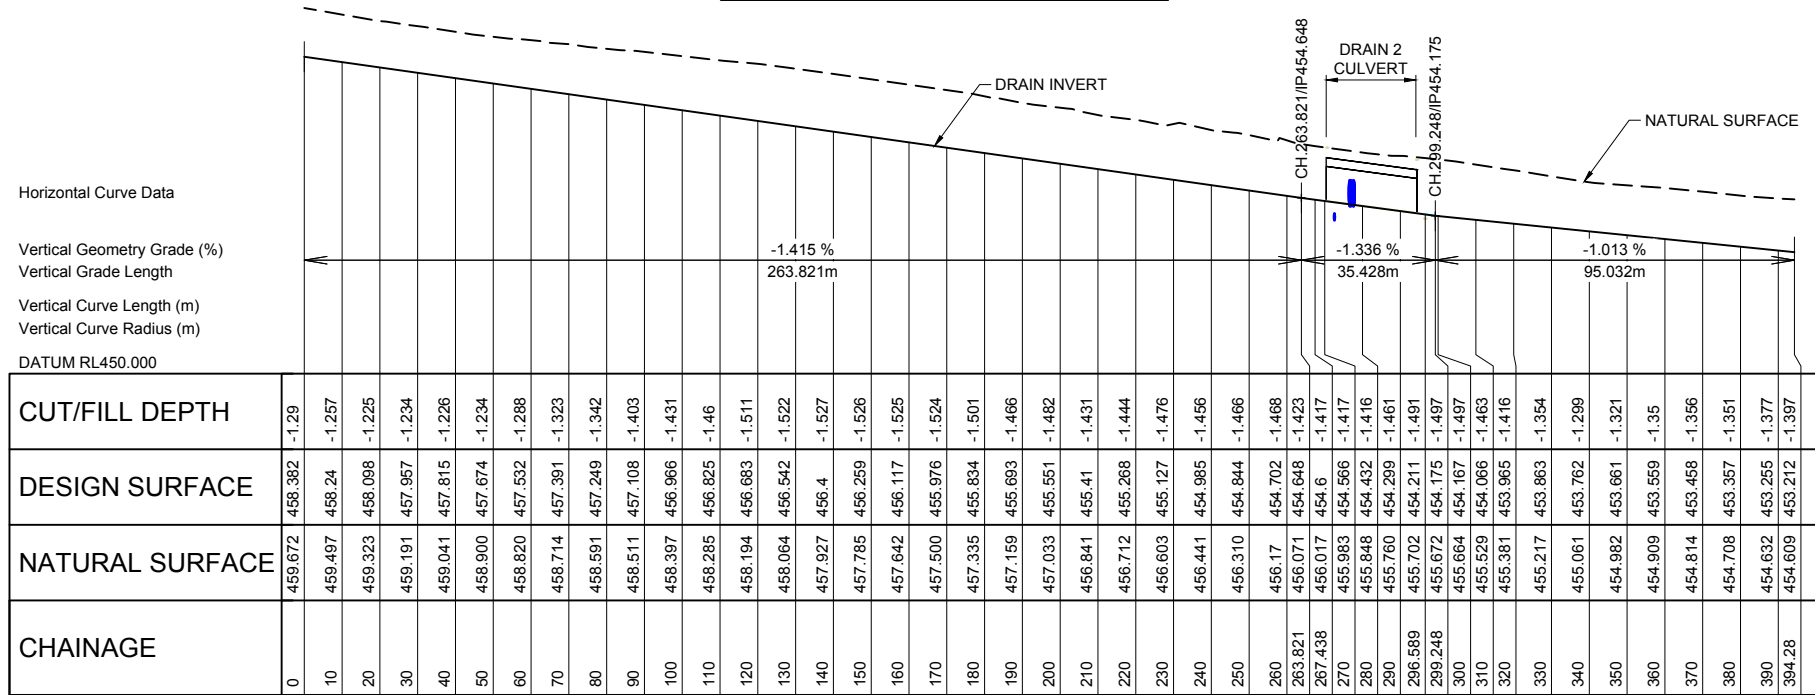 CH.263.821/IP454.648
DRAIN 2
CULVERT
CH.299.248/IP454.175
DRAIN INVERT
NATURAL SURFACE
Horizontal Curve Data
Vertical Geometry Grade (%)
-1.415 %
-1.336 %
-1.013 %
Vertical Grade Length
263.821m
35.428m
95.032m
Vertical Curve Length (m)
Vertical Curve Radius (m)
DATUM RL450.000
CUT/FILL DEPTH -1.29 -1.257 -1.225 -1.234 -1.226 -1.234 -1.288 -1.323 -1.342 -1.403 -1.431 -1.46 -1.511 -1.522 -1.527 -1.526 -1.525 -1.524 -1.501 -1.466 -1.482 -1.431 -1.444 -1.476 -1.456 -1.466 -1.468 -1.423 -1.417 -1.417 -1.416 -1.461 -1.491 -1.497 -1.497 -1.463 -1.416 -1.354 -1.299 -1.321 -1.35 -1.356 -1.351 -1.377 -1.397
DESIGN SURFACE 458.382 458.24 458.098 457.957 457.815 457.674 457.532 457.391 457.249 457.108 456.966 456.825 456.683 456.542 456.4 456.259 456.117 455.976 455.834 455.693 455.551 455.41 455.268 455.127 454.985 454.844 454.702 454.648 454.6 454.566 454.432 454.299 454.211 454.175 454.167 454.066 453.965 453.863 453.762 453.661 453.559 453.458 453.357 453.255 453.212
NATURAL SURFACE 459.672 459.497 459.323 459.191 459.041 458.900 458.820 458.714 458.591 458.511 458.397 458.285 458.194 458.064 457.927 457.785 457.642 457.500 457.335 457.159 457.033 456.841 456.712 456.603 456.441 456.310 456.17 456.071 456.017 455.983 455.848 455.760 455.702 455.672 455.664 455.529 455.381 455.217 455.061 454.982 454.909 454.814 454.708 454.632 454.609
CHAINAGE 0 10 20 30 40 50 60 70 80 90 100 110 120 130 140 150 160 170 180 190 200 210 220 230 240 250 260 263.821 267.438 270 280 290 296.589 299.248 300 310 320 330 340 350 360 370 380 390 394.28